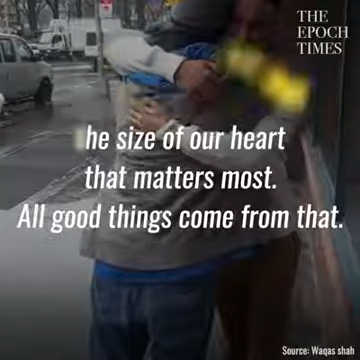 THE
EPOCH
TIMES
he size of our heart
that matters most.
All good things come from that.
Source: Waqas shah